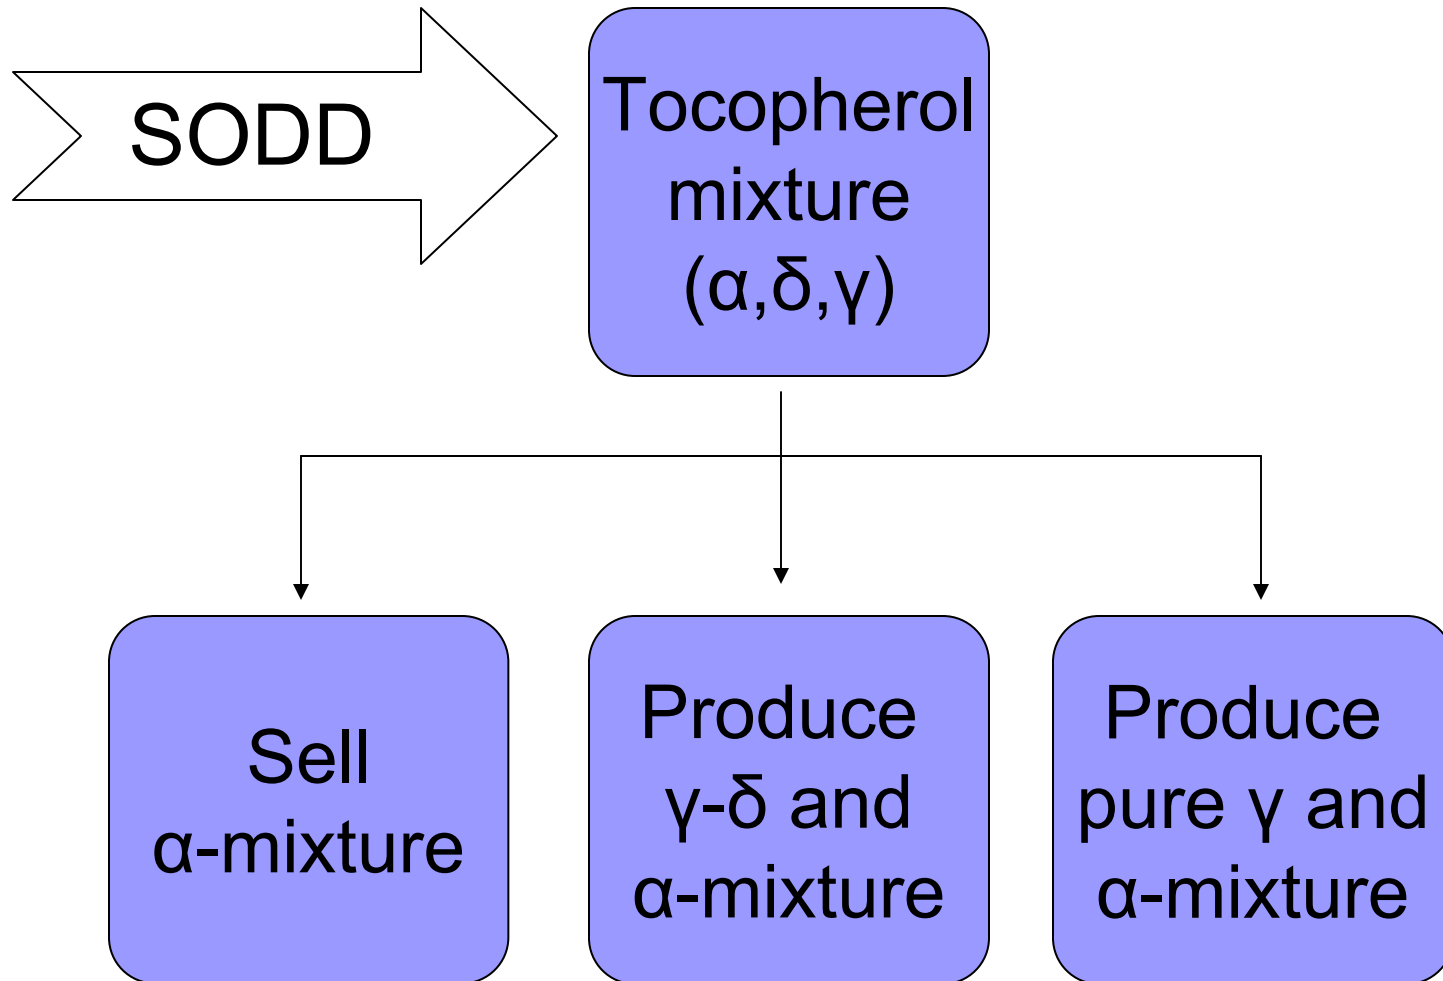 SODD
Tocopherol
mixture
(α,δ,γ)
Sell
α-mixture
Produce
γ-δ and
α-mixture
Produce
pure γ and
α-mixture